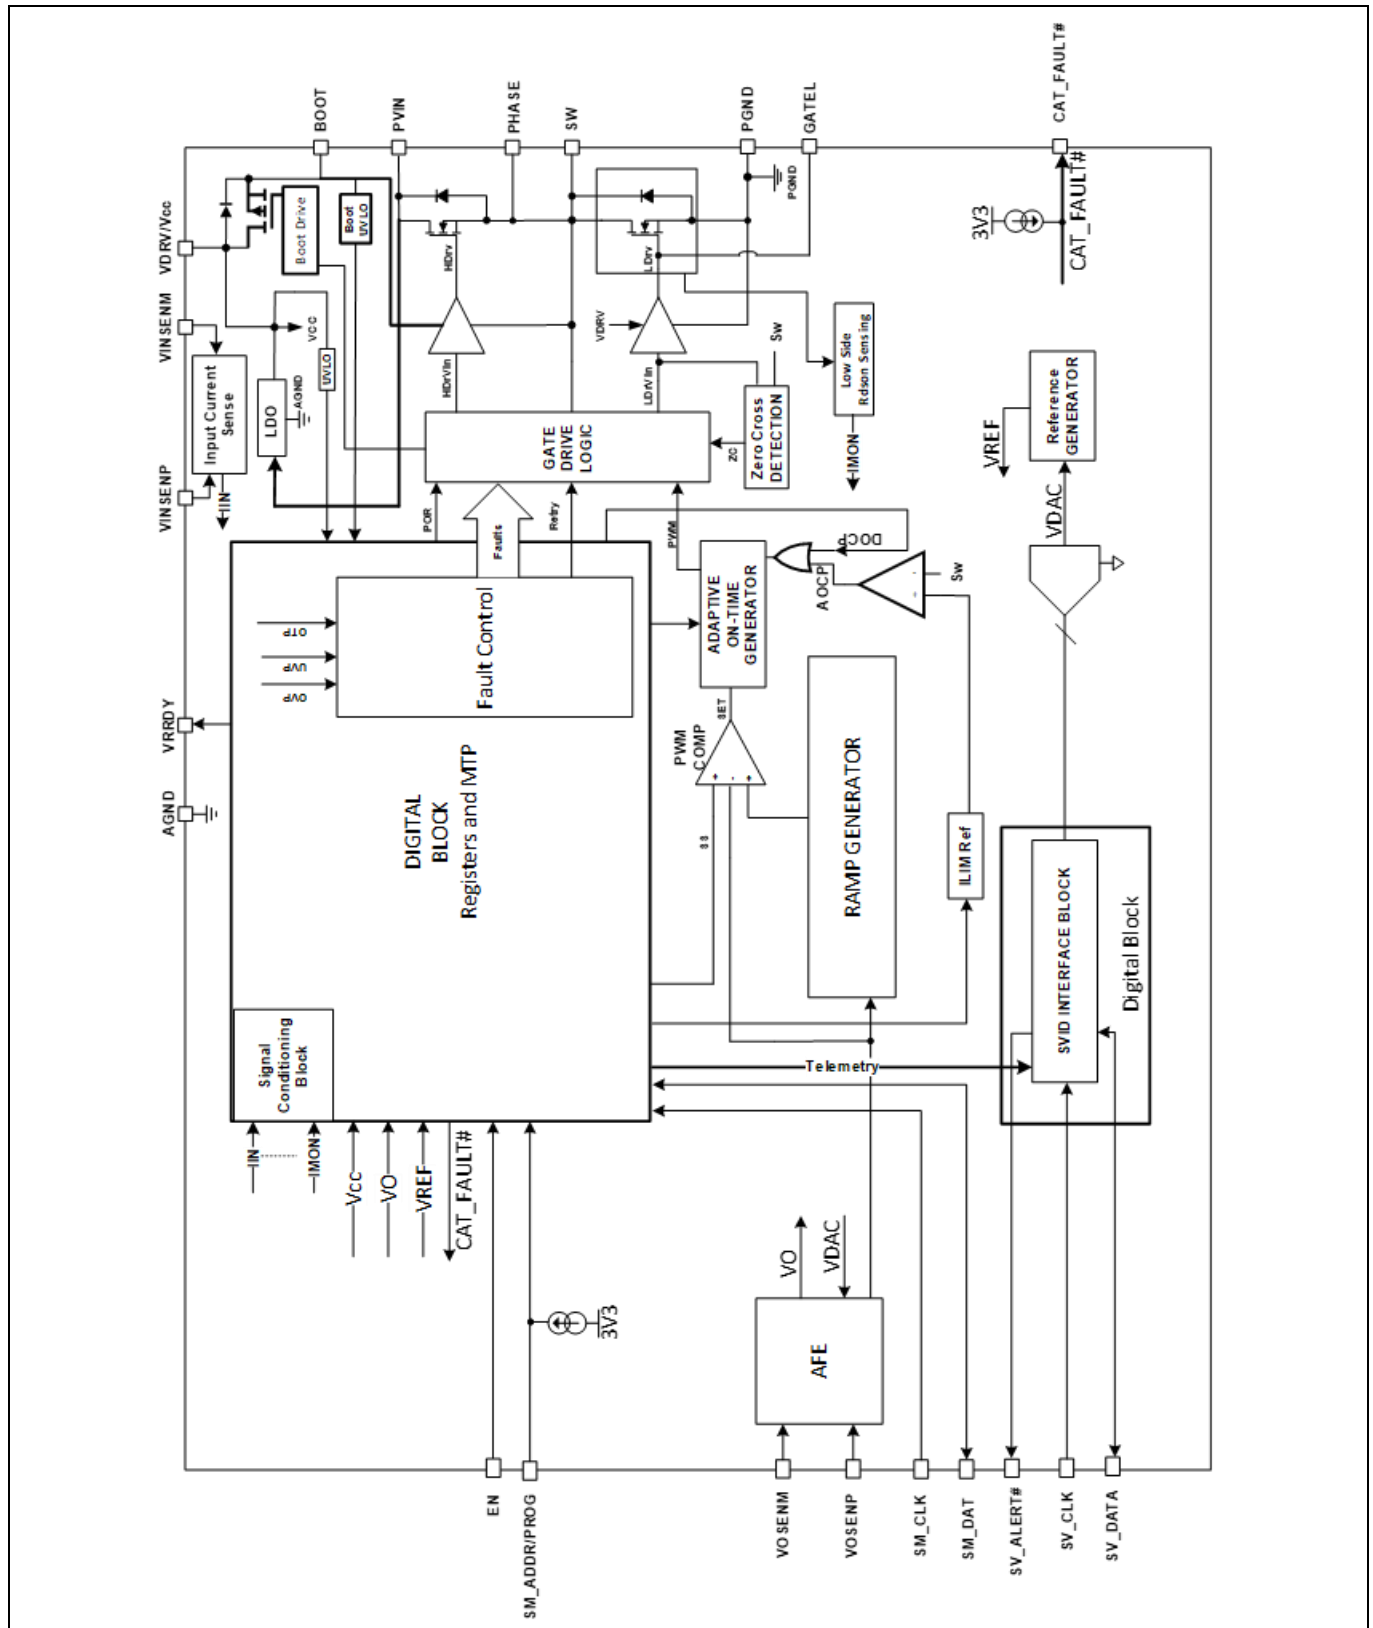 CAT_FAULT#
BOOT
PVIN
PHASE
SW
PGND
GATEL
VDRV/Vcc
VINSENM
VINSENP
VRRDY
AGND
Boot Drive
Boot
UVLO
VCC
UVLO
LDO
AGND
Input Current
Sense
IIN
HDrv
LDrv
PGND
VDRV
HDrVIn
LDrVIn
GATE
DRIVE
LOGIC
ZC
Zero Cross
DETECTION
Sw
Low Side
Rdson Sensing
IMON
3V3
CAT_FAULT#
CAT_FAULT#
VREF
Reference
GENERATOR
VDAC
POR
Faults
Retry
PWM
DOCP
AOCP
+
-
Sw
ADAPTIVE
ON-TIME
GENERATOR
SET
PWM
COMP
+
-
+
SS
OTP
UVP
OVP
Fault Control
DIGITAL
BLOCK
Registers and MTP
Signal
Conditioning
Block
RAMP GENERATOR
ILIM Ref
SVID INTERFACE BLOCK
Digital Block
Telemetry
IIN
IMON
Vcc
VO
VREF
CAT_FAULT#
3V3
VO
VDAC
AFE
EN
SM_ADDR/PROG
VOSENM
VOSENP
SM_CLK
SM_DAT
SV_ALERT#
SV_CLK
SV_DATA